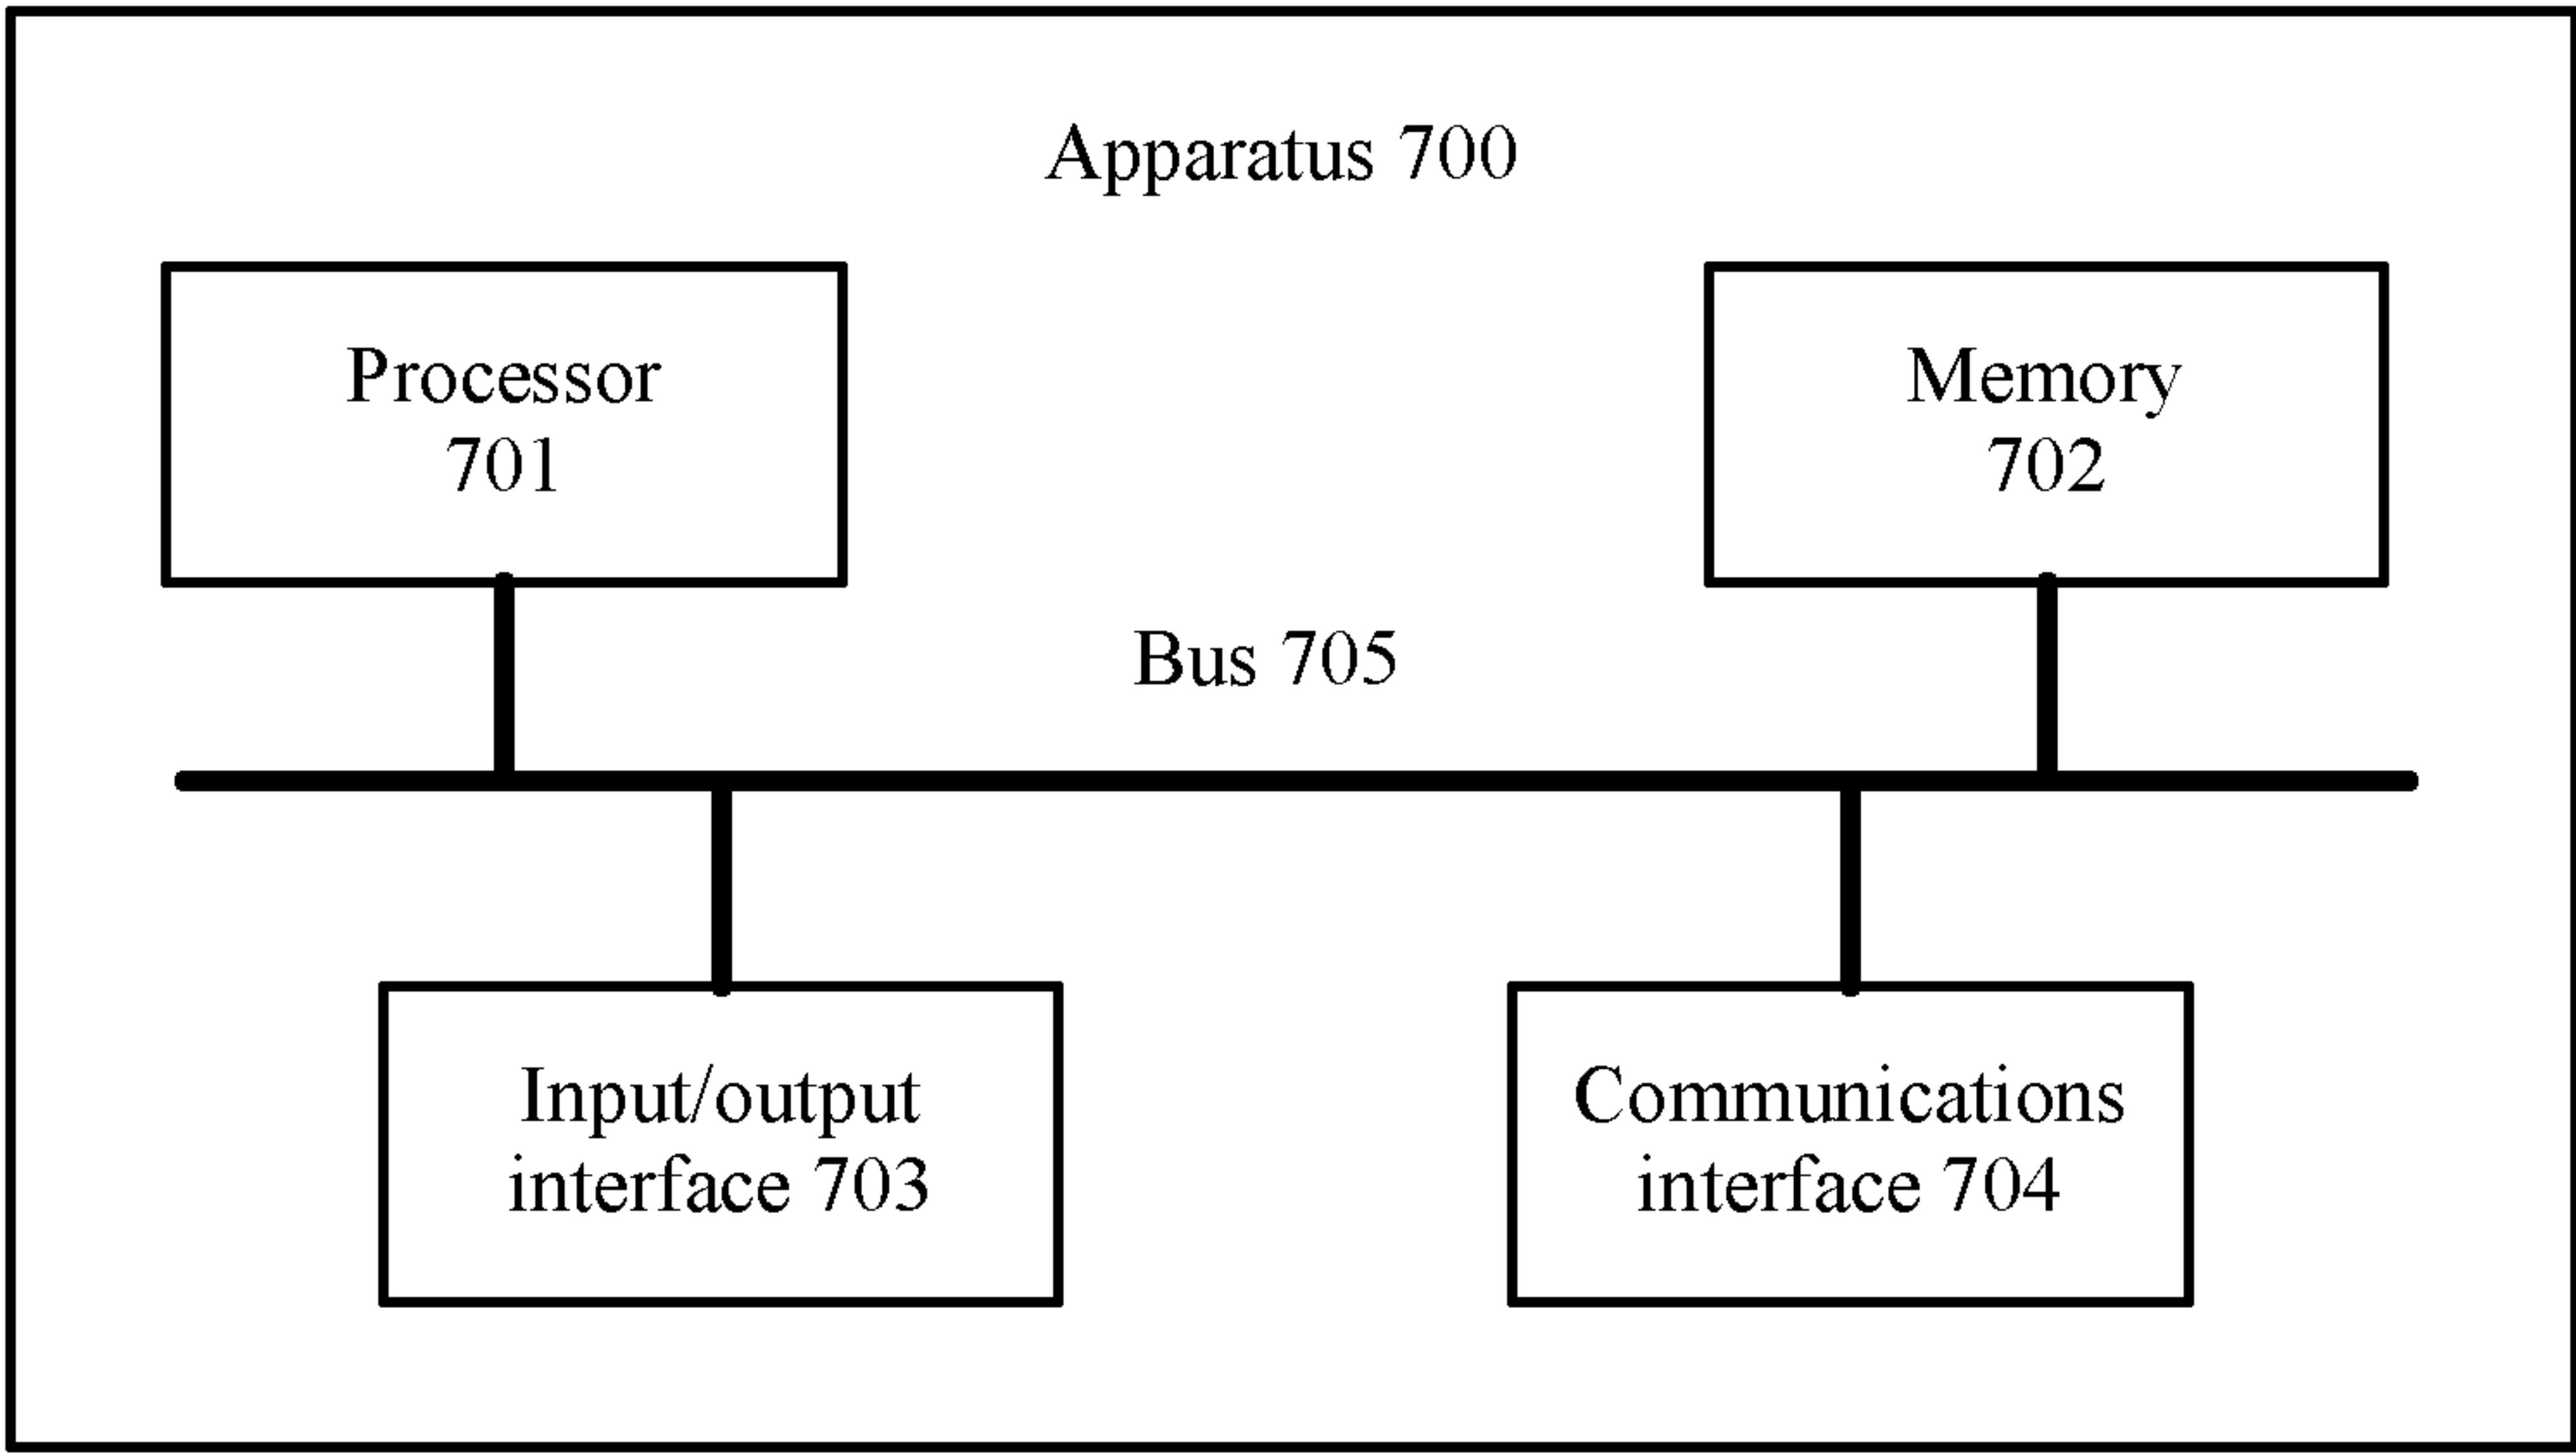 Apparatus 700
Processor
701
Memory
702
Bus 705
Input/output
interface 703
Communications
interface 704